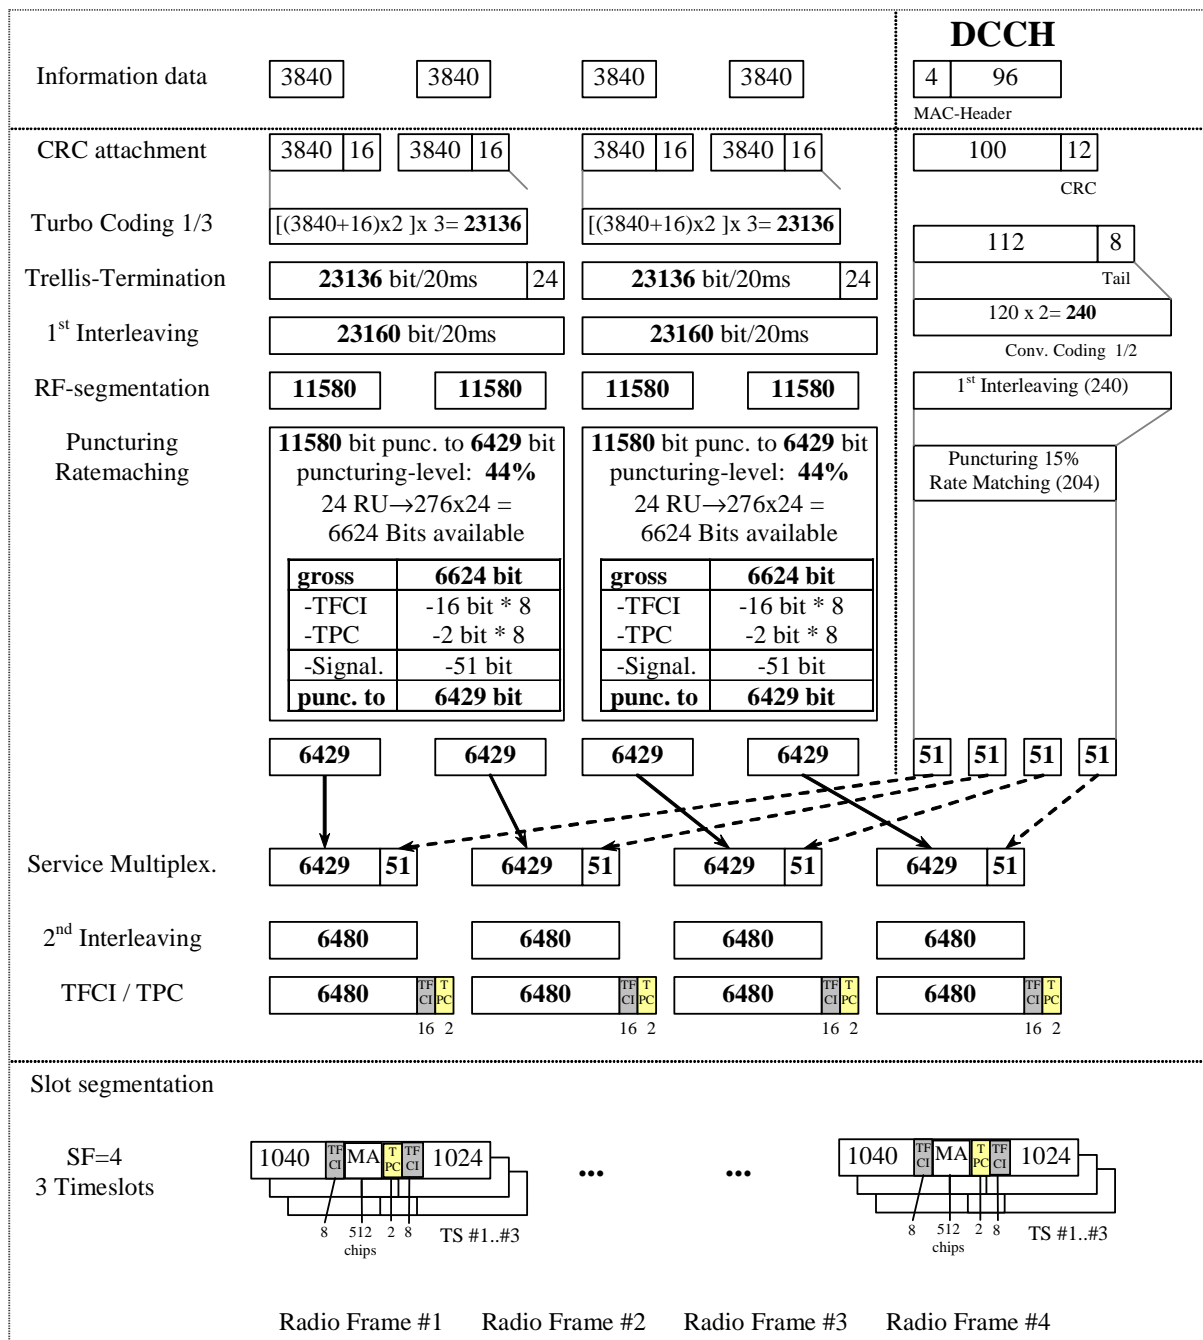 DCCH
Information data 3840 3840 3840 3840 4 96
MAC-Header
CRC attachment 3840 16 3840 16 3840 16 3840 16 100 12
CRC
Turbo Coding 1/3 [(3840+16)x2 ]x 3= 23136 [(3840+16)x2 ]x 3= 23136 112 8
Tail
Trellis-Termination 23136 bit/20ms 24 23136 bit/20ms 24
120 x 2= 240
1st Interleaving 23160 bit/20ms 23160 bit/20ms
Conv. Coding 1/2
RF-segmentation 11580 11580 11580 11580 1st Interleaving (240)
Puncturing 11580 bit punc. to 6429 bit 11580 bit punc. to 6429 bit
Ratemaching puncturing-level: 44% puncturing-level: 44% Puncturing 15%
Rate Matching (204)
24 RU→276x24 = 24 RU→276x24 =
6624 Bits available 6624 Bits available
gross 6624 bit gross 6624 bit
-TFCI -16 bit * 8 -TFCI -16 bit * 8
-TPC -2 bit * 8 -TPC -2 bit * 8
-Signal. -51 bit -Signal. -51 bit
punc. to 6429 bit punc. to 6429 bit
6429 6429 6429 6429 51 51 51 51
Service Multiplex. 6429 51 6429 51 6429 51 6429 51
2nd Interleaving 6480 6480 6480 6480
TFCI / TPC 6480 TF CI T PC 6480 TF CI T PC 6480 TF CI T PC 6480 TF CI T PC
16 2 16 2 16 2 16 2
Slot segmentation
SF=4 1040 TF CI MA T PC TF CI 1024 ... ... 1040 TF CI MA T PC TF CI 1024
3 Timeslots
8 512 2 8 TS #1..#3 8 512 2 8 TS #1..#3
chips chips
Radio Frame #1 Radio Frame #2 Radio Frame #3 Radio Frame #4